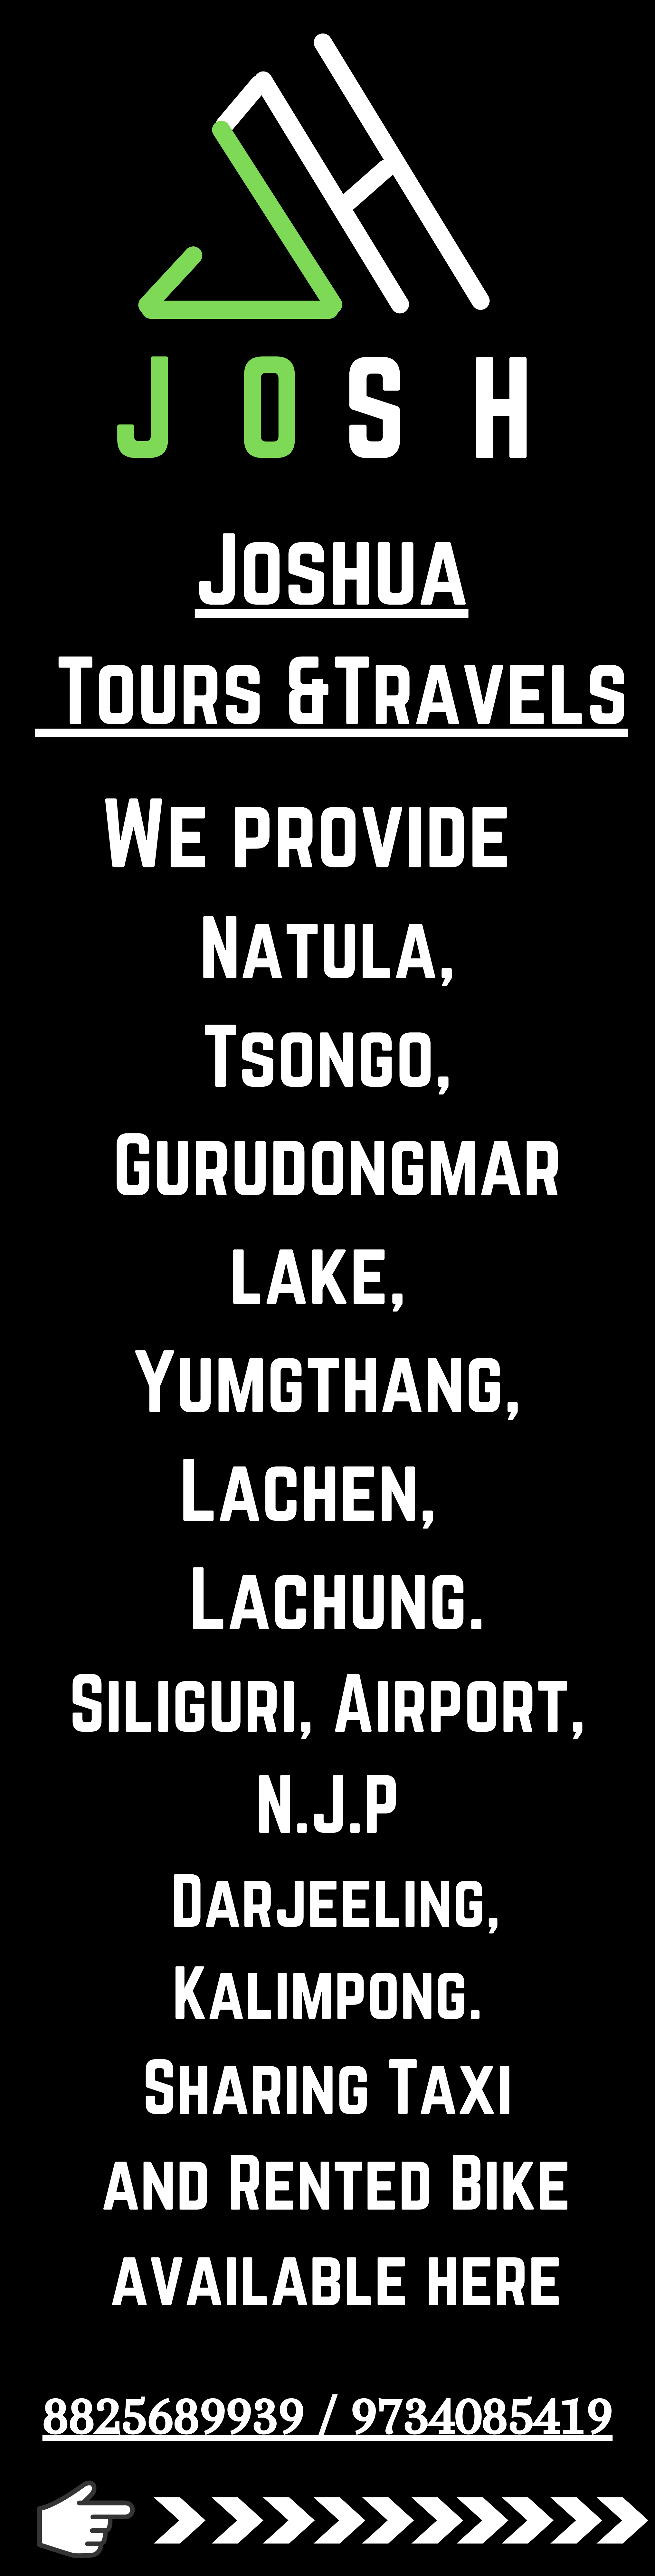 JOSH
Joshua
Tours &Travels
We provide
Natula,
Tsongo,
Gurudongmar
lake,
Yumgthang,
Lachen,
Lachung.
Siliguri, Airport,
N.J.P
Darjeeling,
Kalimpong.
Sharing Taxi
and Rented Bike
available here
8825689939 / 9734085419